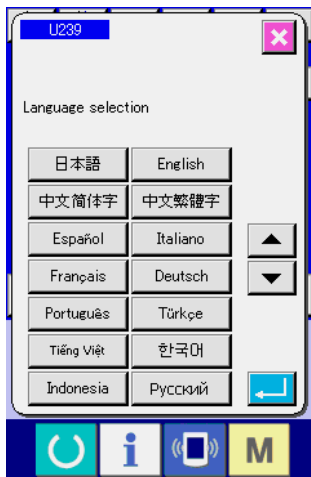 U239
Language selection
日本語 English
中文简体字 中文繁體字
Español Italiano
Français Deutsch
Português Türkçe
Tiếng Việt 한국어
Indonesia Русский
i M